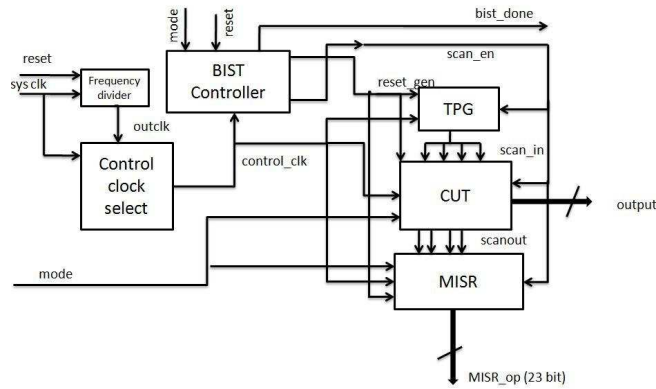 bist_done
mode
reset
scan_en
reset
sys clk
Frequency
divider
BIST
Controller
reset_gen
TPG
outclk
Control
clock
select
control_clk
scan_in
CUT
output
scanout
mode
MISR
MISR_op (23 bit)